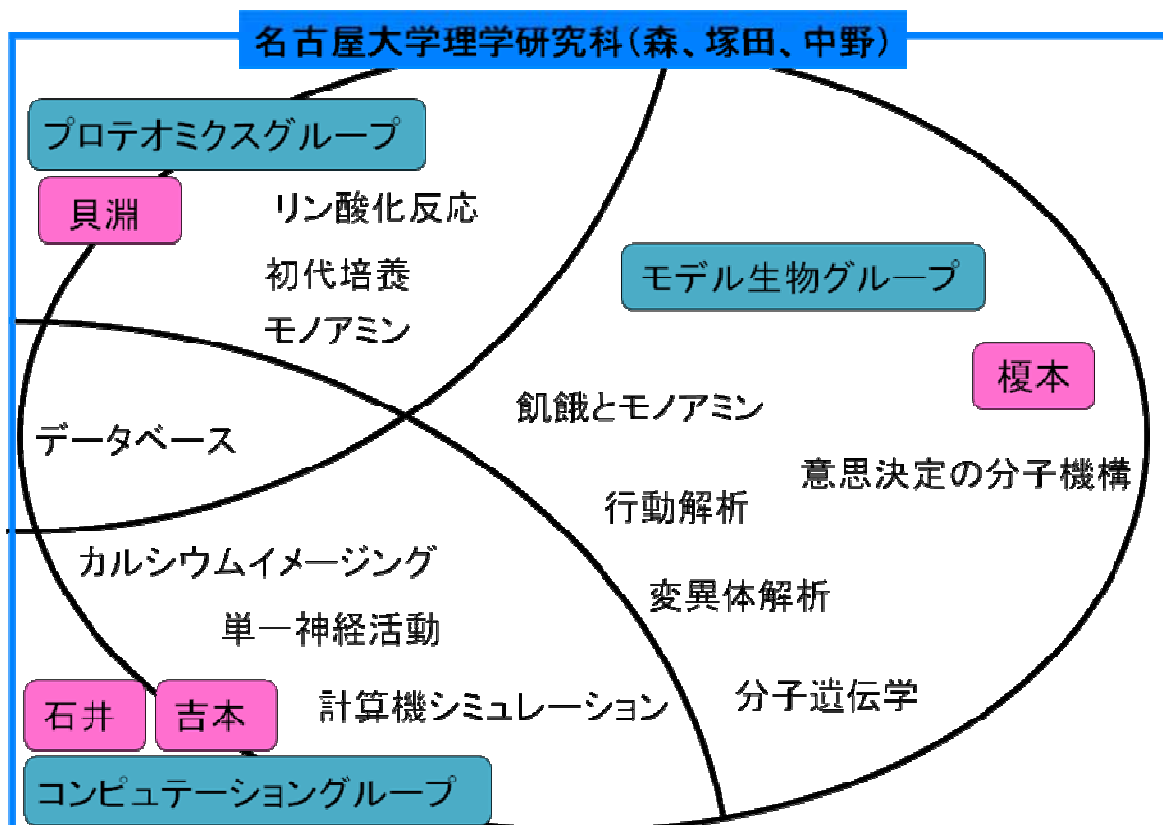 名古屋大学理学研究科(森、塚田、中野)
プロテオミクスグループ
貝淵
リン酸化反応
初代培養
モノアミン
モデル生物グループ
榎本
飢餓とモノアミン
データベース
意思決定の分子機構
行動解析
カルシウムイメージング
変異体解析
単一神経活動
分子遺伝学
石井
吉本
計算機シミュレーション
コンピュテーショングループ